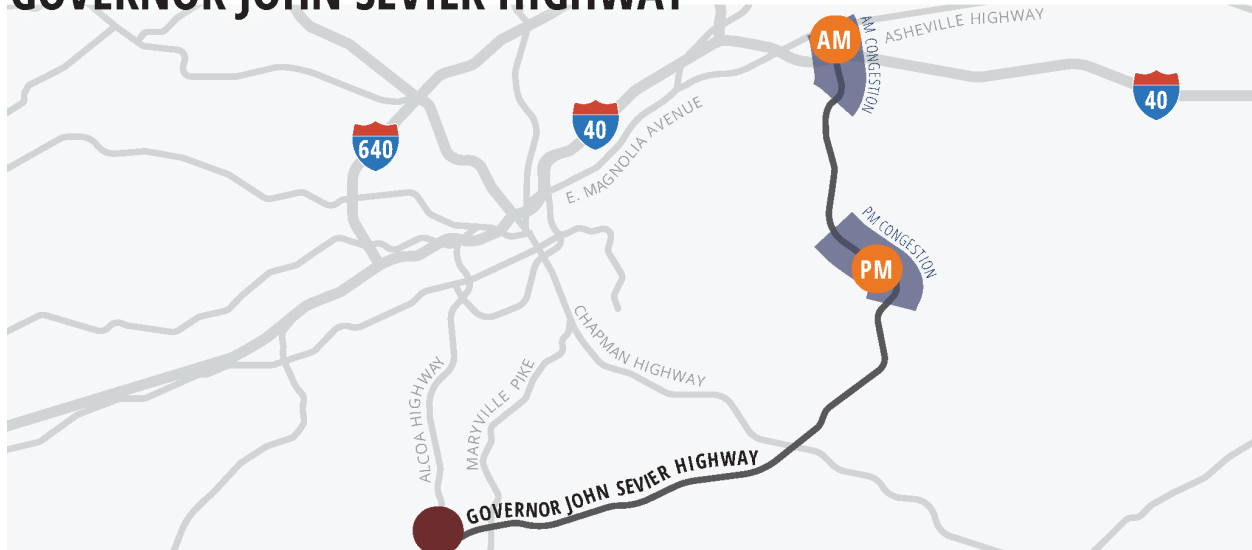 GOVERNOR JOHN SEVIER HIGHWAY
AM
AM CONGESTION
ASHEVILLE HIGHWAY
40
40
640
E. MAGNOLIA AVENUE
PM CONGESTION
PM
CHAPMAN HIGHWAY
ALCOA HIGHWAY
MARYVILLE PIKE
GOVERNOR JOHN SEVIER HIGHWAY